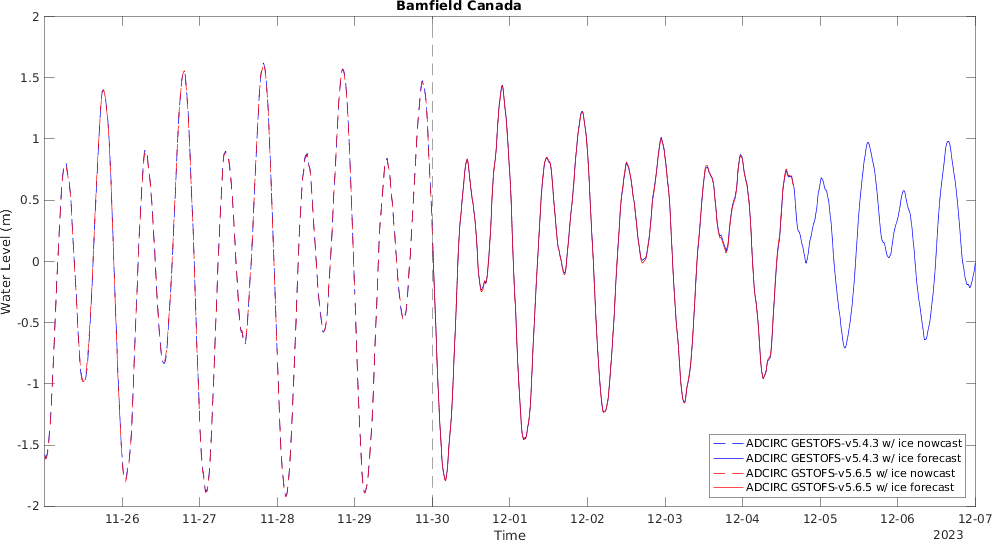 Bamfield Canada
2
1.5
1
0.5
0
-0.5
-1
-1.5
-2
Water Level (m)
11-26 11-27 11-28 11-29 11-30 12-01 12-02 12-03 12-04 12-05 12-06 12-07
Time
2023
ADCIRC GESTOFS-v5.4.3 w/ ice nowcast
ADCIRC GESTOFS-v5.4.3 w/ ice forecast
ADCIRC GSTOFS-v5.6.5 w/ ice nowcast
ADCIRC GSTOFS-v5.6.5 w/ ice forecast